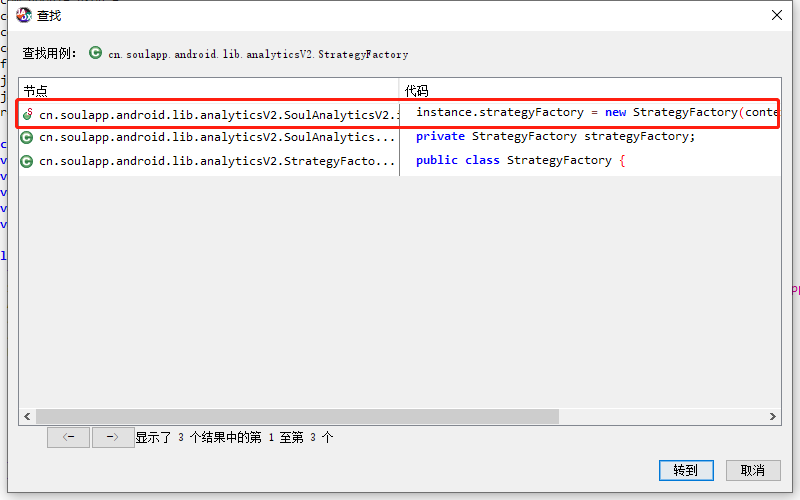 查找
查找用例: cn.soulapp.android.lib.analyticsV2.StrategyFactory
节点 代码
cn.soulapp.android.lib.analyticsV2.SoulAnalyticsV2.i instance.strategyFactory = new StrategyFactory(conte
cn.soulapp.android.lib.analyticsV2.SoulAnalytics... private StrategyFactory strategyFactory;
cn.soulapp.android.lib.analyticsV2.StrategyFacto... public class StrategyFactory {
<- -> 显示了 3 个结果中的第 1 至第 3 个
转到 取消